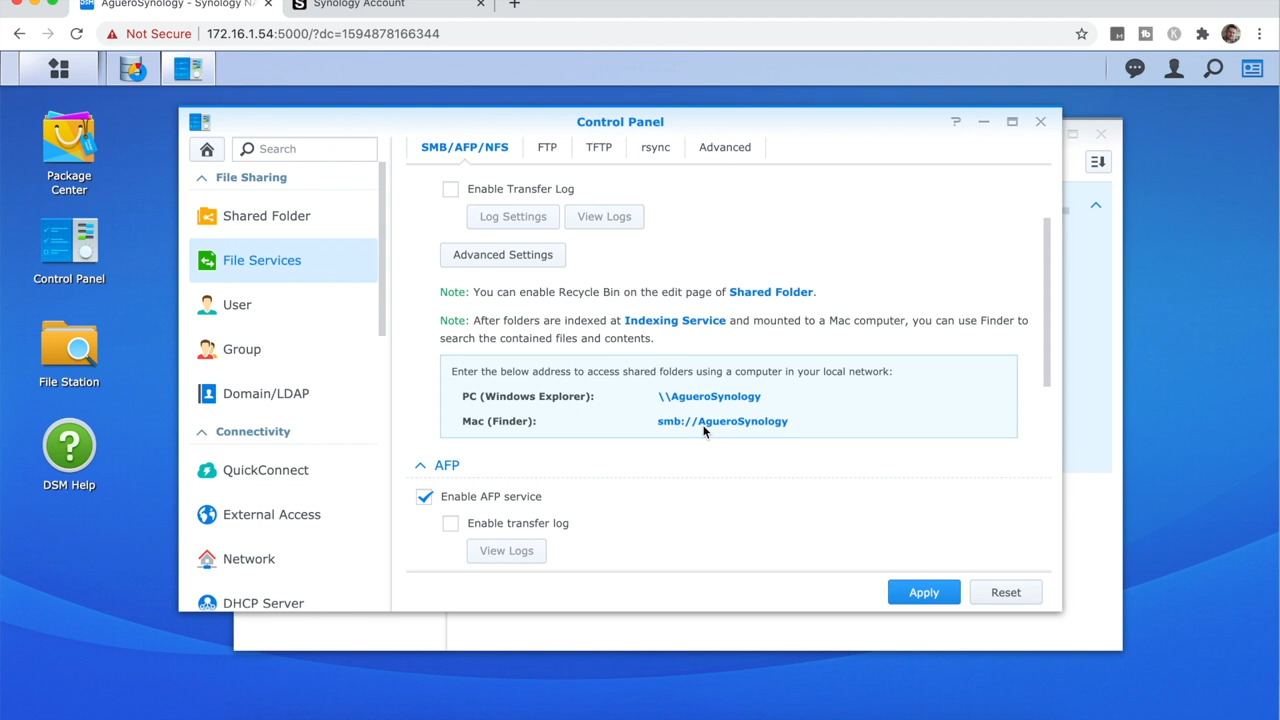 AgueroSynology - Synology N
Synology Account
Not Secure
172.16.1.54:5000/?dc=1594878166344
Package
Center
Control Panel
File Station
DSM Help
Control Panel
Search
File Sharing
Shared Folder
File Services
User
Group
Domain/LDAP
Connectivity
QuickConnect
External Access
Network
DHCP Server
SMB/AFP/NFS
FTP
TFTP
rsync
Advanced
Enable Transfer Log
Log Settings
View Logs
Advanced Settings
Note: You can enable Recycle Bin on the edit page of Shared Folder.
Note: After folders are indexed at Indexing Service and mounted to a Mac computer, you can use Finder to
search the contained files and contents.
Enter the below address to access shared folders using a computer in your local network:
PC (Windows Explorer): \\AgueroSynology
Mac (Finder): smb://AgueroSynology
AFP
Enable AFP service
Enable transfer log
View Logs
Apply
Reset